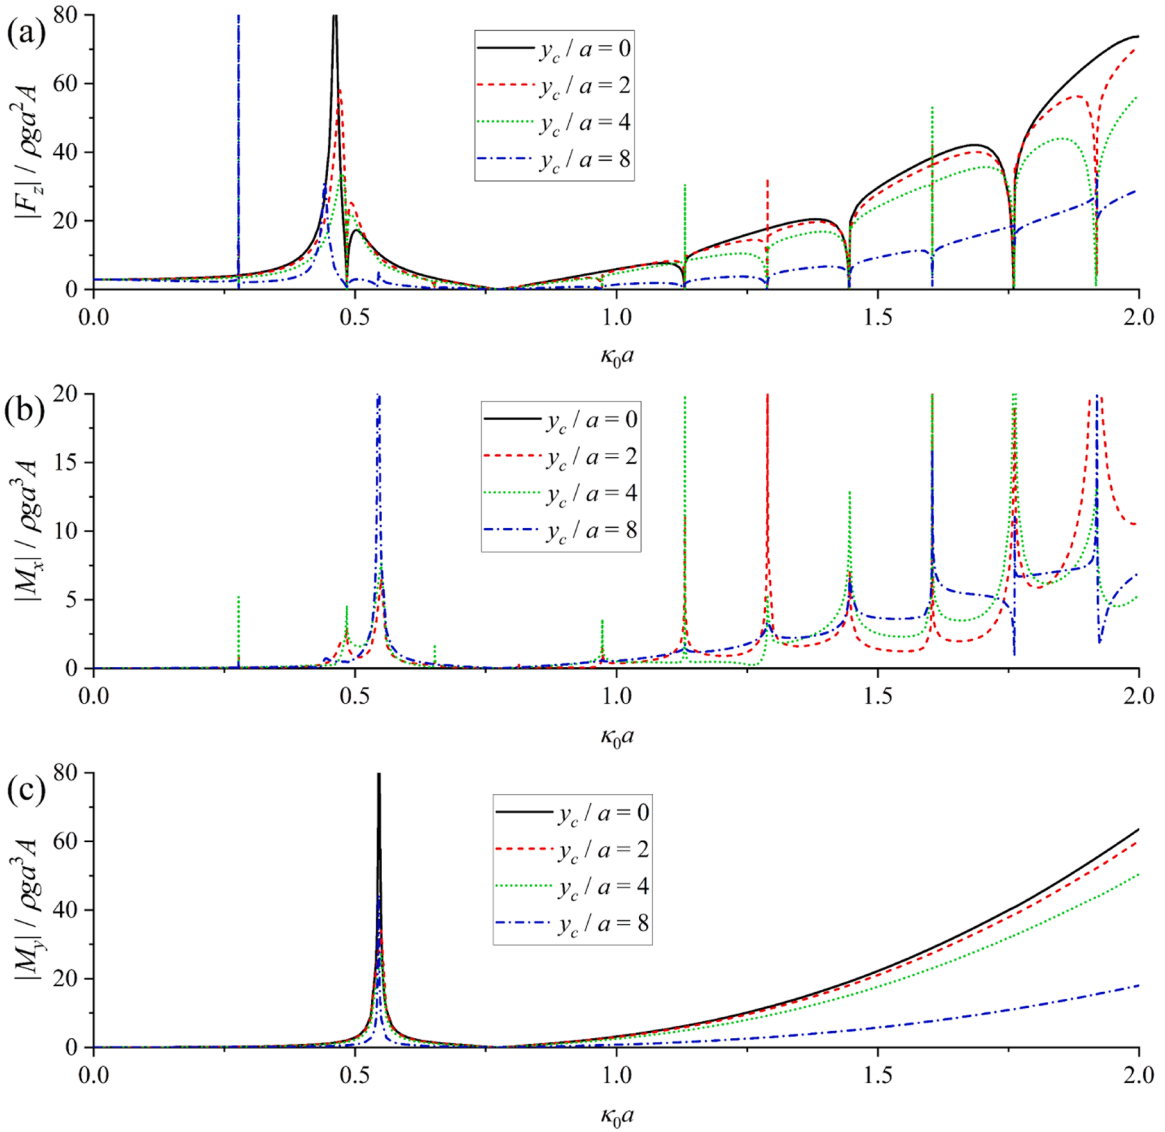 (a)
80
60
40
20
0
|F_z| / ρga²A
y_c / a = 0
y_c / a = 2
y_c / a = 4
y_c / a = 8
0.0 0.5 1.0 1.5 2.0
κ₀a
(b)
20
15
10
5
0
|M_x| / ρga³A
y_c / a = 0
y_c / a = 2
y_c / a = 4
y_c / a = 8
0.0 0.5 1.0 1.5 2.0
κ₀a
(c)
80
60
40
20
0
|M_y| / ρga³A
y_c / a = 0
y_c / a = 2
y_c / a = 4
y_c / a = 8
0.0 0.5 1.0 1.5 2.0
κ₀a